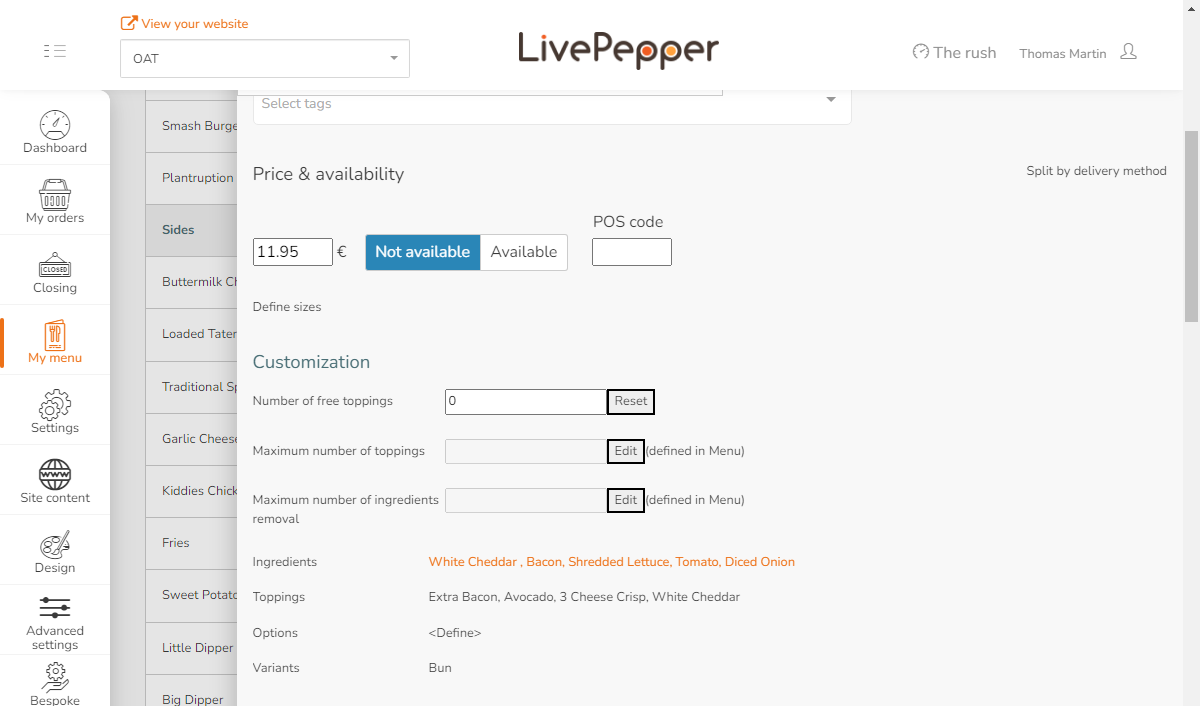 View your website
OAT
LivePepper
The rush
Thomas Martin
Dashboard
My orders
CLOSED
Closing
My menu
Settings
WWW
Site content
Design
Advanced
settings
Bespoke
Smash Burge
Plantruption
Sides
Buttermilk Ch
Loaded Tater
Traditional Sp
Garlic Cheese
Kiddies Chick
Fries
Sweet Potato
Little Dipper
Big Dipper
Select tags
Price & availability
Split by delivery method
POS code
11.95 € Not available Available
Define sizes
Customization
Number of free toppings 0 Reset
Maximum number of toppings Edit (defined in Menu)
Maximum number of ingredients Edit (defined in Menu)
removal
Ingredients White Cheddar , Bacon, Shredded Lettuce, Tomato, Diced Onion
Toppings Extra Bacon, Avocado, 3 Cheese Crisp, White Cheddar
Options <Define>
Variants Bun